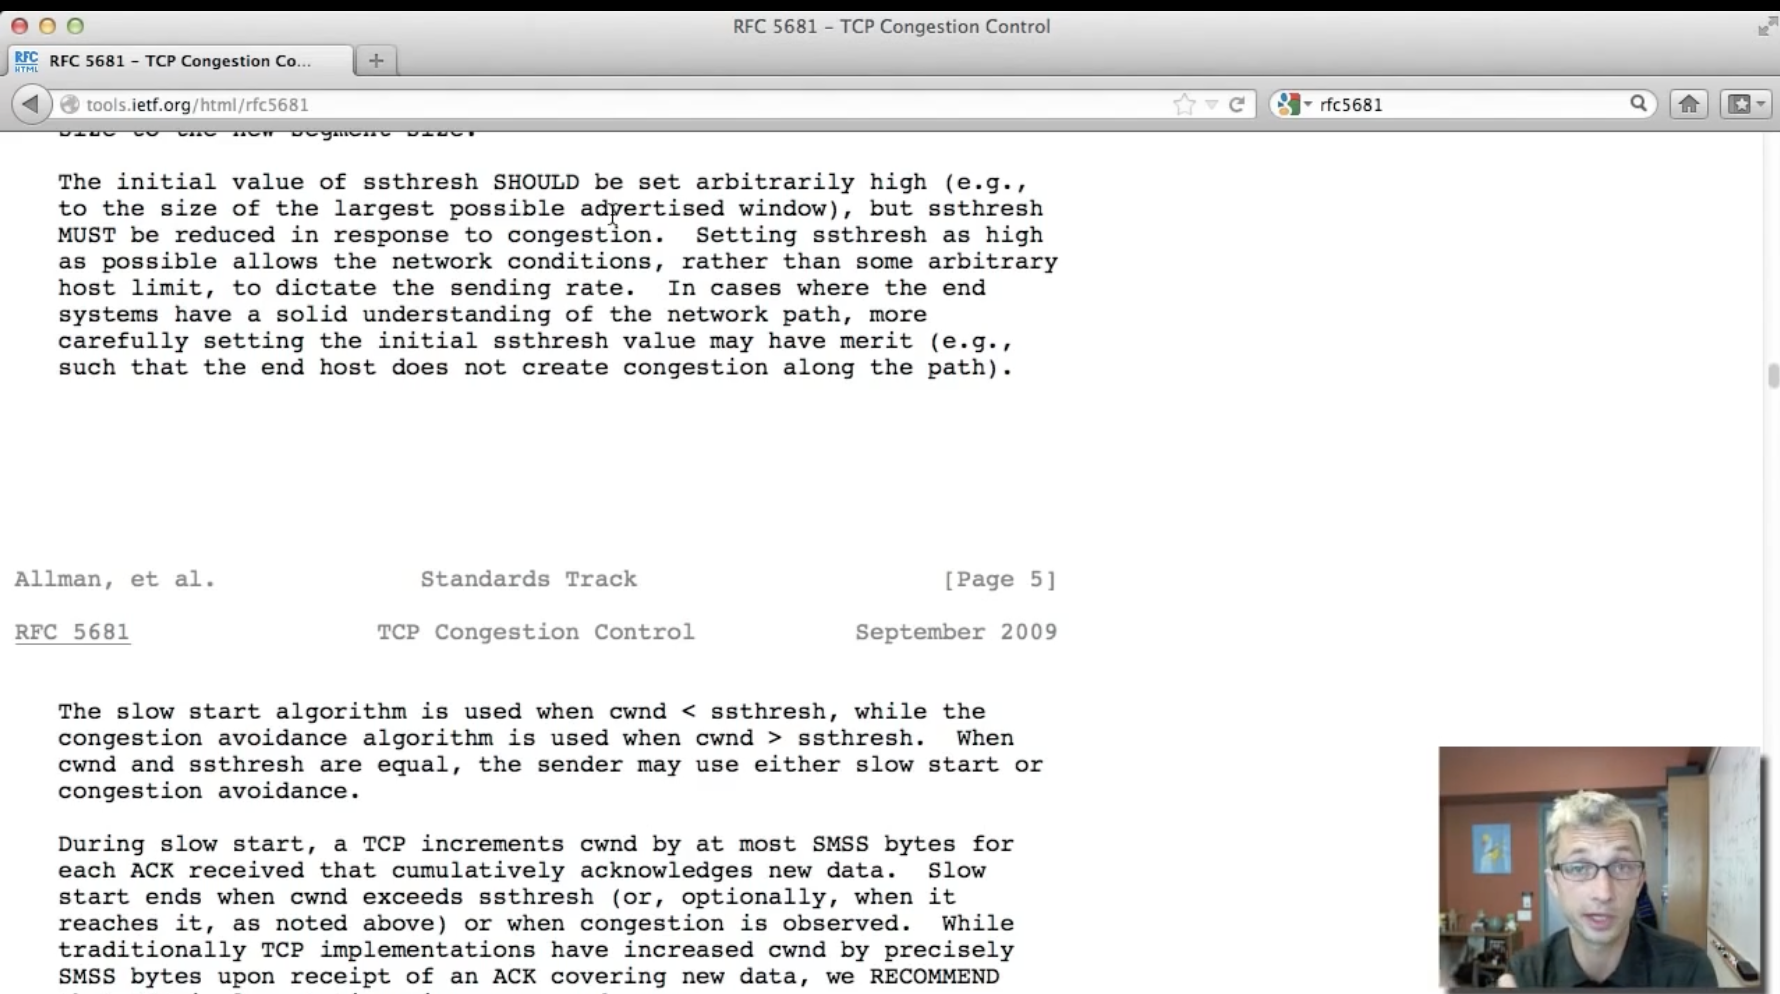 RFC 5681 – TCP Congestion Control
RFC HTML RFC 5681 – TCP Congestion Co... +
tools.ietf.org/html/rfc5681 rfc5681
size to the new segment size.
The initial value of ssthresh SHOULD be set arbitrarily high (e.g.,
to the size of the largest possible advertised window), but ssthresh
MUST be reduced in response to congestion. Setting ssthresh as high
as possible allows the network conditions, rather than some arbitrary
host limit, to dictate the sending rate. In cases where the end
systems have a solid understanding of the network path, more
carefully setting the initial ssthresh value may have merit (e.g.,
such that the end host does not create congestion along the path).
Allman, et al. Standards Track [Page 5]
RFC 5681 TCP Congestion Control September 2009
The slow start algorithm is used when cwnd < ssthresh, while the
congestion avoidance algorithm is used when cwnd > ssthresh. When
cwnd and ssthresh are equal, the sender may use either slow start or
congestion avoidance.
During slow start, a TCP increments cwnd by at most SMSS bytes for
each ACK received that cumulatively acknowledges new data. Slow
start ends when cwnd exceeds ssthresh (or, optionally, when it
reaches it, as noted above) or when congestion is observed. While
traditionally TCP implementations have increased cwnd by precisely
SMSS bytes upon receipt of an ACK covering new data, we RECOMMEND